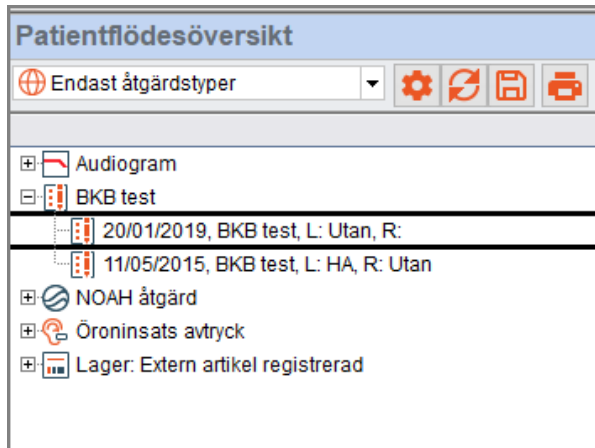 Patientflödesöversikt
Endast åtgärdstyper
Audiogram
BKB test
20/01/2019, BKB test, L: Utan, R:
11/05/2015, BKB test, L: HA, R: Utan
NOAH åtgärd
Öroninsats avtryck
Lager: Extern artikel registrerad